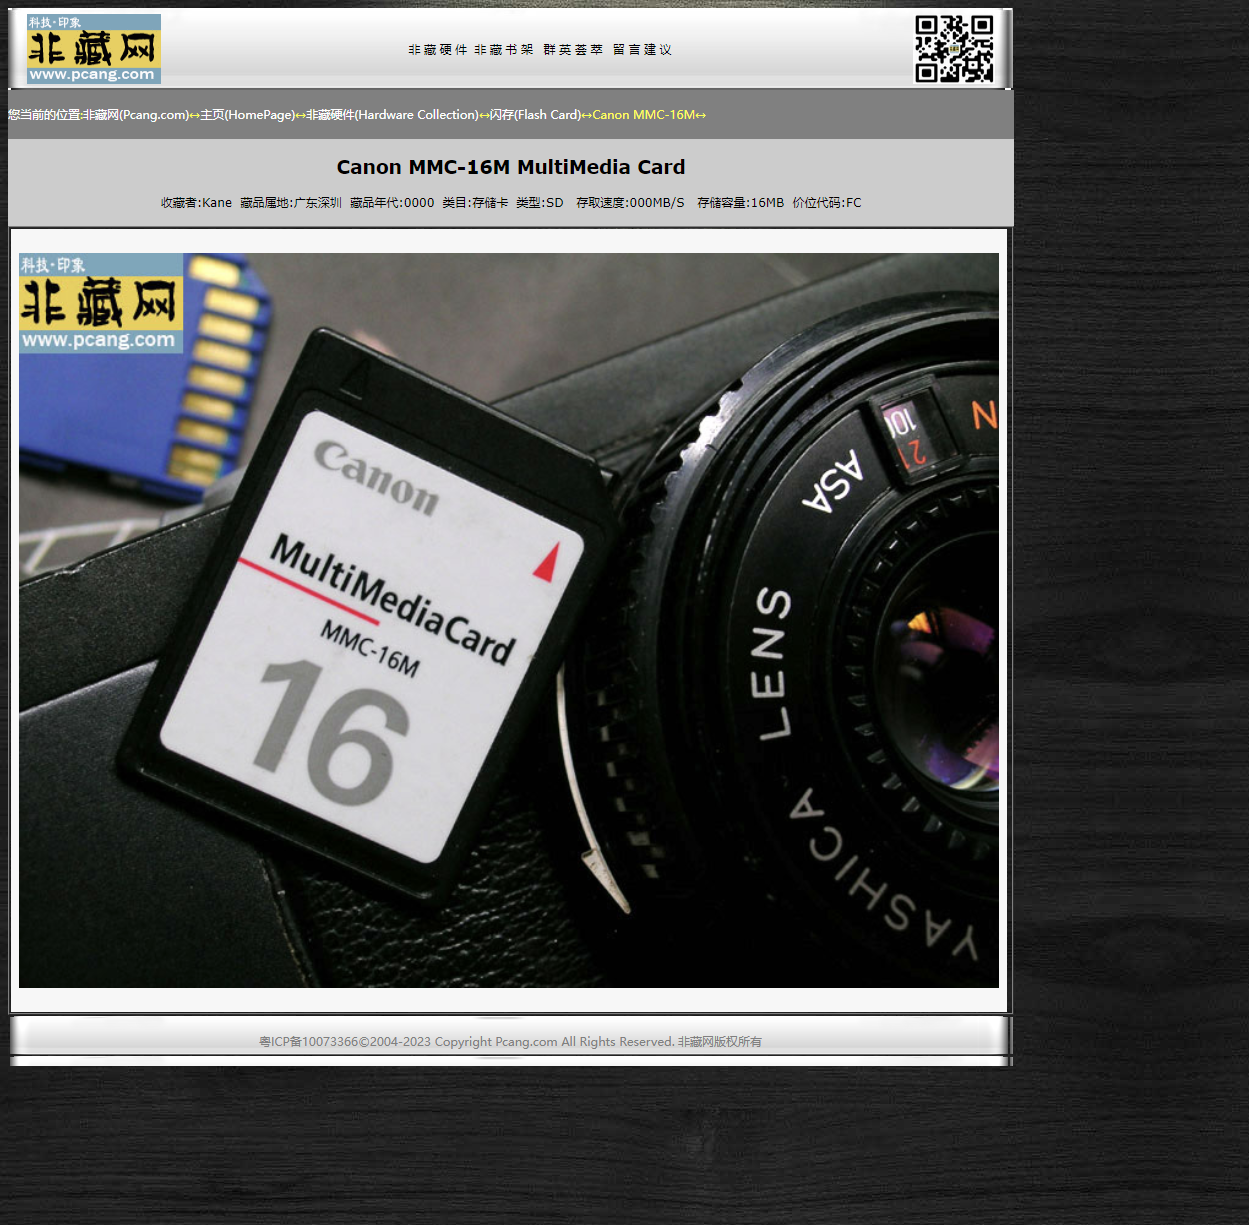 科技·印象
非藏网
www.pcang.com
非藏硬件 非藏书架 群英荟萃 留言建议
您当前的位置:非藏网(Pcang.com)↔主页(HomePage)↔非藏硬件(Hardware Collection)↔闪存(Flash Card)↔Canon MMC-16M↔
Canon MMC-16M MultiMedia Card
收藏者:Kane 藏品属地:广东深圳 藏品年代:0000 类目:存储卡 类型:SD 存取速度:000MB/S 存储容量:16MB 价位代码:FC
科技·印象
非藏网
www.pcang.com
Canon
MultiMediaCard
MMC-16M
16
100
21
N
ASA
LENS
YASHICA
粤ICP备10073366©2004-2023 Copyright Pcang.com All Rights Reserved. 非藏网版权所有